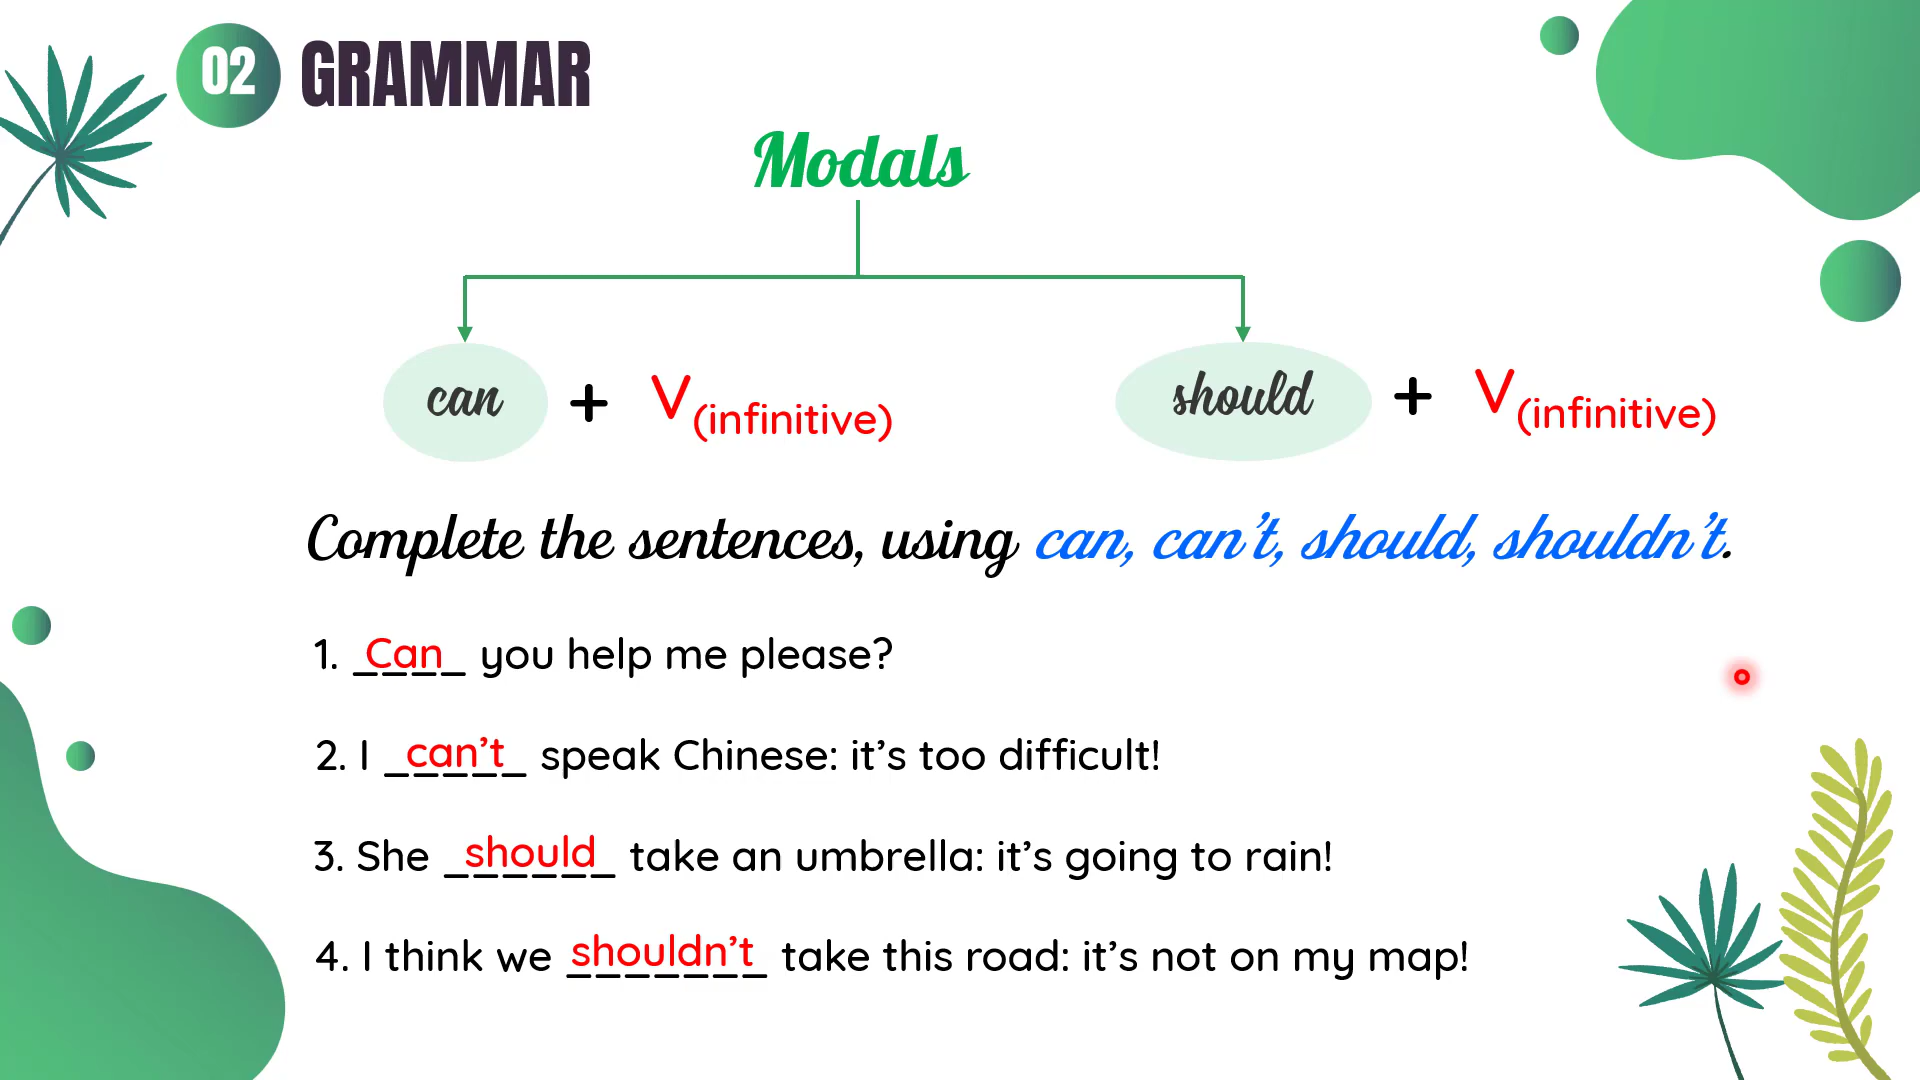 02 GRAMMAR
Modals
can + V(infinitive) should + V(infinitive)
Complete the sentences, using can, can't, should, shouldn't.
1. _Can_ you help me please?
2. I _can't_ speak Chinese: it's too difficult!
3. She _should_ take an umbrella: it's going to rain!
4. I think we shouldn't take this road: it's not on my map!